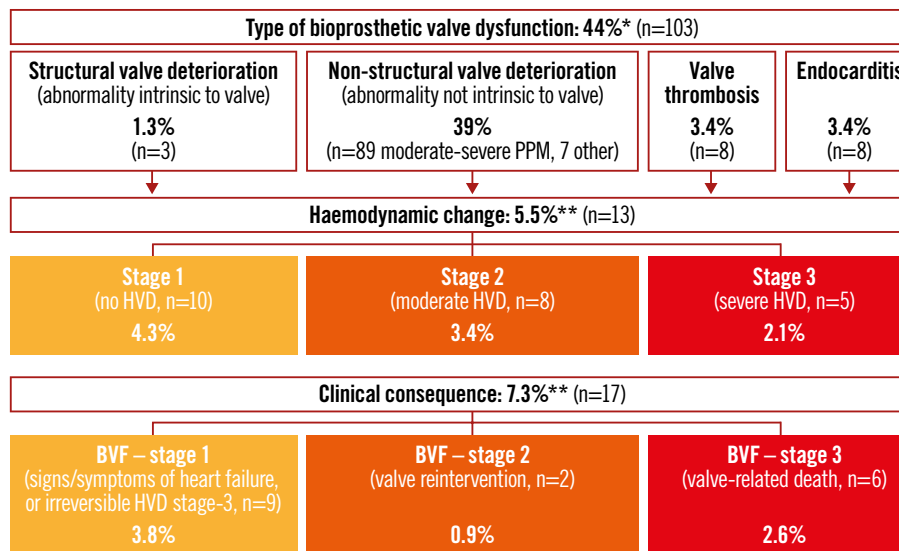 Type of bioprosthetic valve dysfunction: 44%* (n=103)
Structural valve deterioration
(abnormality intrinsic to valve)
1.3%
(n=3)
Non-structural valve deterioration
(abnormality not intrinsic to valve)
39%
(n=89 moderate-severe PPM, 7 other)
Valve
thrombosis
3.4%
(n=8)
Endocarditis
3.4%
(n=8)
Haemodynamic change: 5.5%** (n=13)
Stage 1
(no HVD, n=10)
4.3%
Stage 2
(moderate HVD, n=8)
3.4%
Stage 3
(severe HVD, n=5)
2.1%
Clinical consequence: 7.3%** (n=17)
BVF – stage 1
(signs/symptoms of heart failure,
or irreversible HVD stage-3, n=9)
3.8%
BVF – stage 2
(valve reintervention, n=2)
0.9%
BVF – stage 3
(valve-related death, n=6)
2.6%